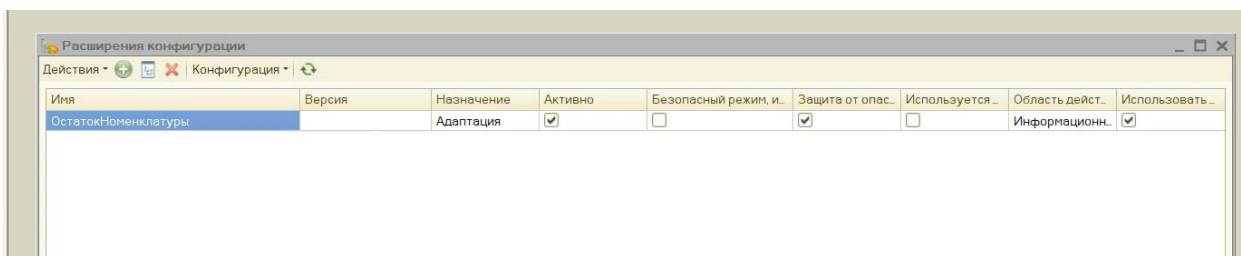 Расширения конфигурации
Действия Конфигурация
Имя Версия Назначение Активно Безопасный режим, и... Защита от опас... Используется ... Область дейст... Использовать ...
ОстатокНоменклатуры Адаптация Информационн...